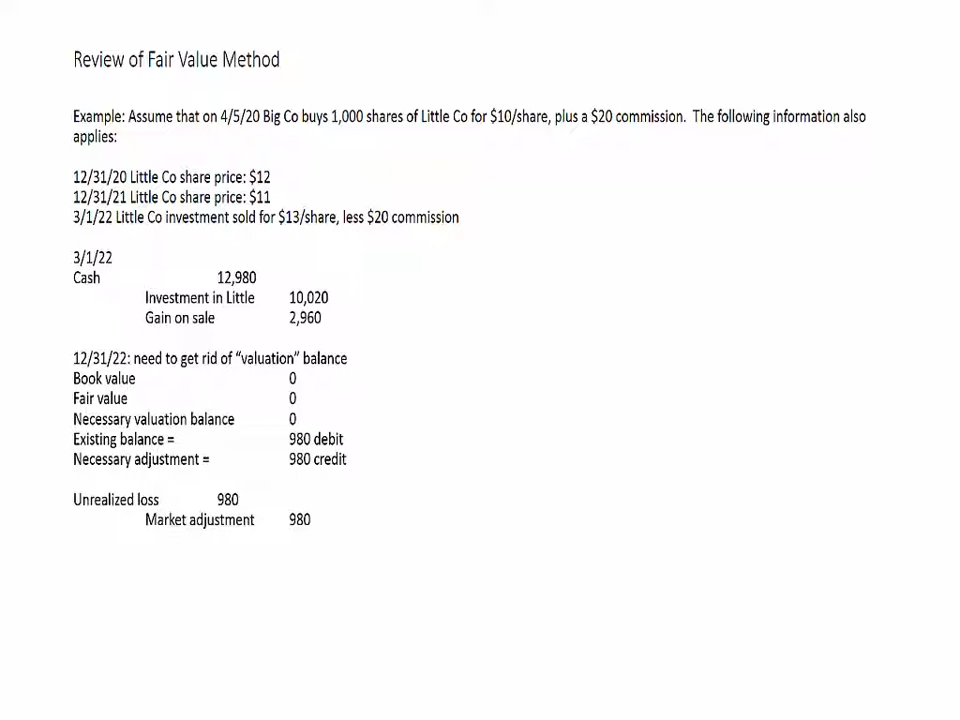 Review of Fair Value Method
Example: Assume that on 4/5/20 Big Co buys 1,000 shares of Little Co for $10/share, plus a $20 commission. The following information also
applies:
12/31/20 Little Co share price: $12
12/31/21 Little Co share price: $11
3/1/22 Little Co investment sold for $13/share, less $20 commission
3/1/22
Cash 12,980
Investment in Little 10,020
Gain on sale 2,960
12/31/22: need to get rid of “valuation” balance
Book value 0
Fair value 0
Necessary valuation balance 0
Existing balance = 980 debit
Necessary adjustment = 980 credit
Unrealized loss 980
Market adjustment 980